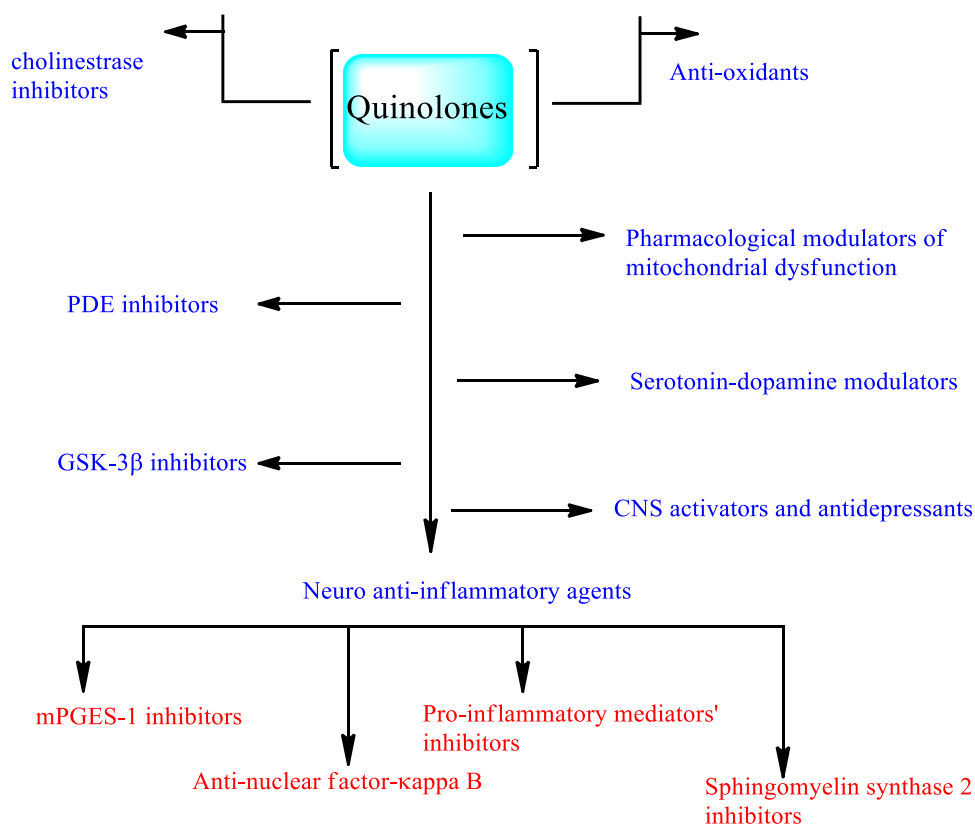 cholinestrase
inhibitors
Quinolones
Anti-oxidants
Pharmacological modulators of
mitochondrial dysfunction
PDE inhibitors
Serotonin-dopamine modulators
GSK-3β inhibitors
CNS activators and antidepressants
Neuro anti-inflammatory agents
mPGES-1 inhibitors
Pro-inflammatory mediators'
inhibitors
Anti-nuclear factor-κappa B
Sphingomyelin synthase 2
inhibitors